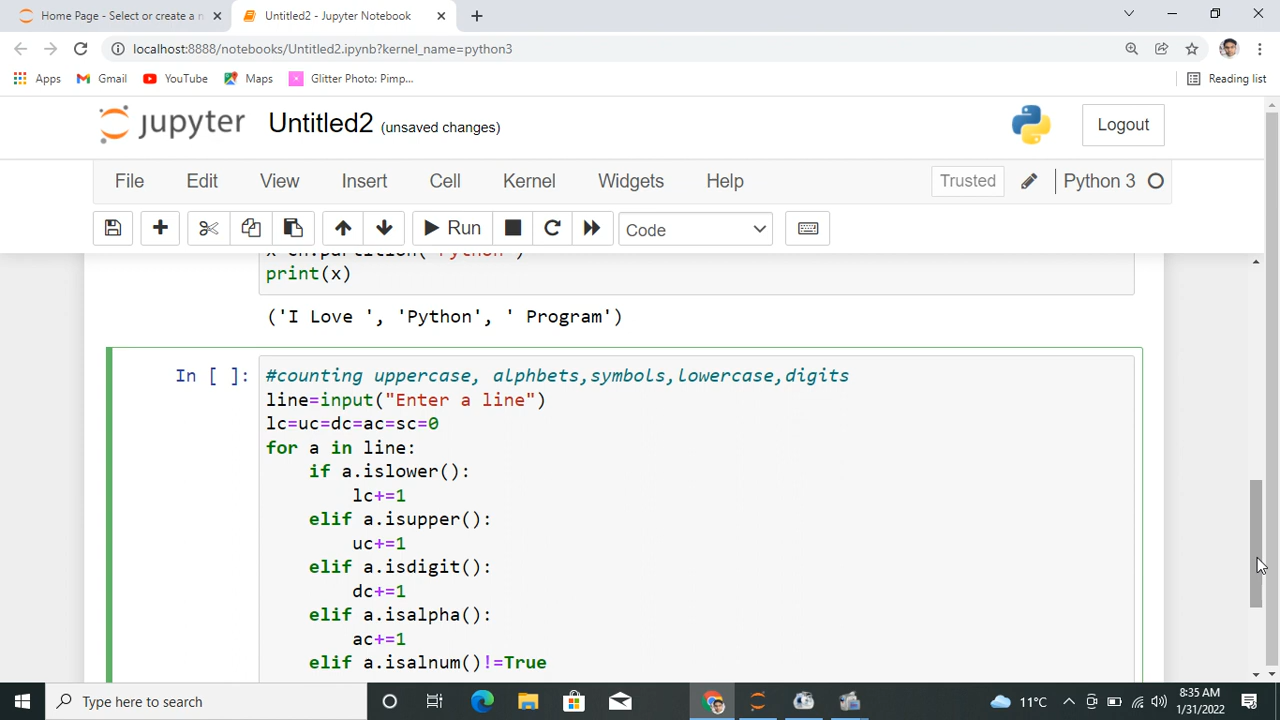 Home Page - Select or create a n
Untitled2 - Jupyter Notebook
localhost:8888/notebooks/Untitled2.ipynb?kernel_name=python3
Apps
Gmail
YouTube
Maps
Glitter Photo: Pimp...
Reading list
jupyter
Untitled2 (unsaved changes)
Logout
File
Edit
View
Insert
Cell
Kernel
Widgets
Help
Trusted
Python 3
Run
Code
print(x)
('I Love ', 'Python', ' Program')
In [ ]:
#counting uppercase, alphbets,symbols,lowercase,digits
line=input("Enter a line")
lc=uc=dc=ac=sc=0
for a in line:
if a.islower():
lc+=1
elif a.isupper():
uc+=1
elif a.isdigit():
dc+=1
elif a.isalpha():
ac+=1
elif a.isalnum()!=True
Type here to search
11°C
8:35 AM
1/31/2022